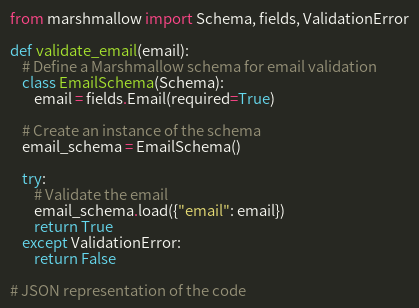 from marshmallow import Schema, fields, ValidationError

def validate_email(email):
    # Define a Marshmallow schema for email validation
    class EmailSchema(Schema):
        email = fields.Email(required=True)

    # Create an instance of the schema
    email_schema = EmailSchema()

    try:
        # Validate the email
        email_schema.load({"email": email})
        return True
    except ValidationError:
        return False

# JSON representation of the code